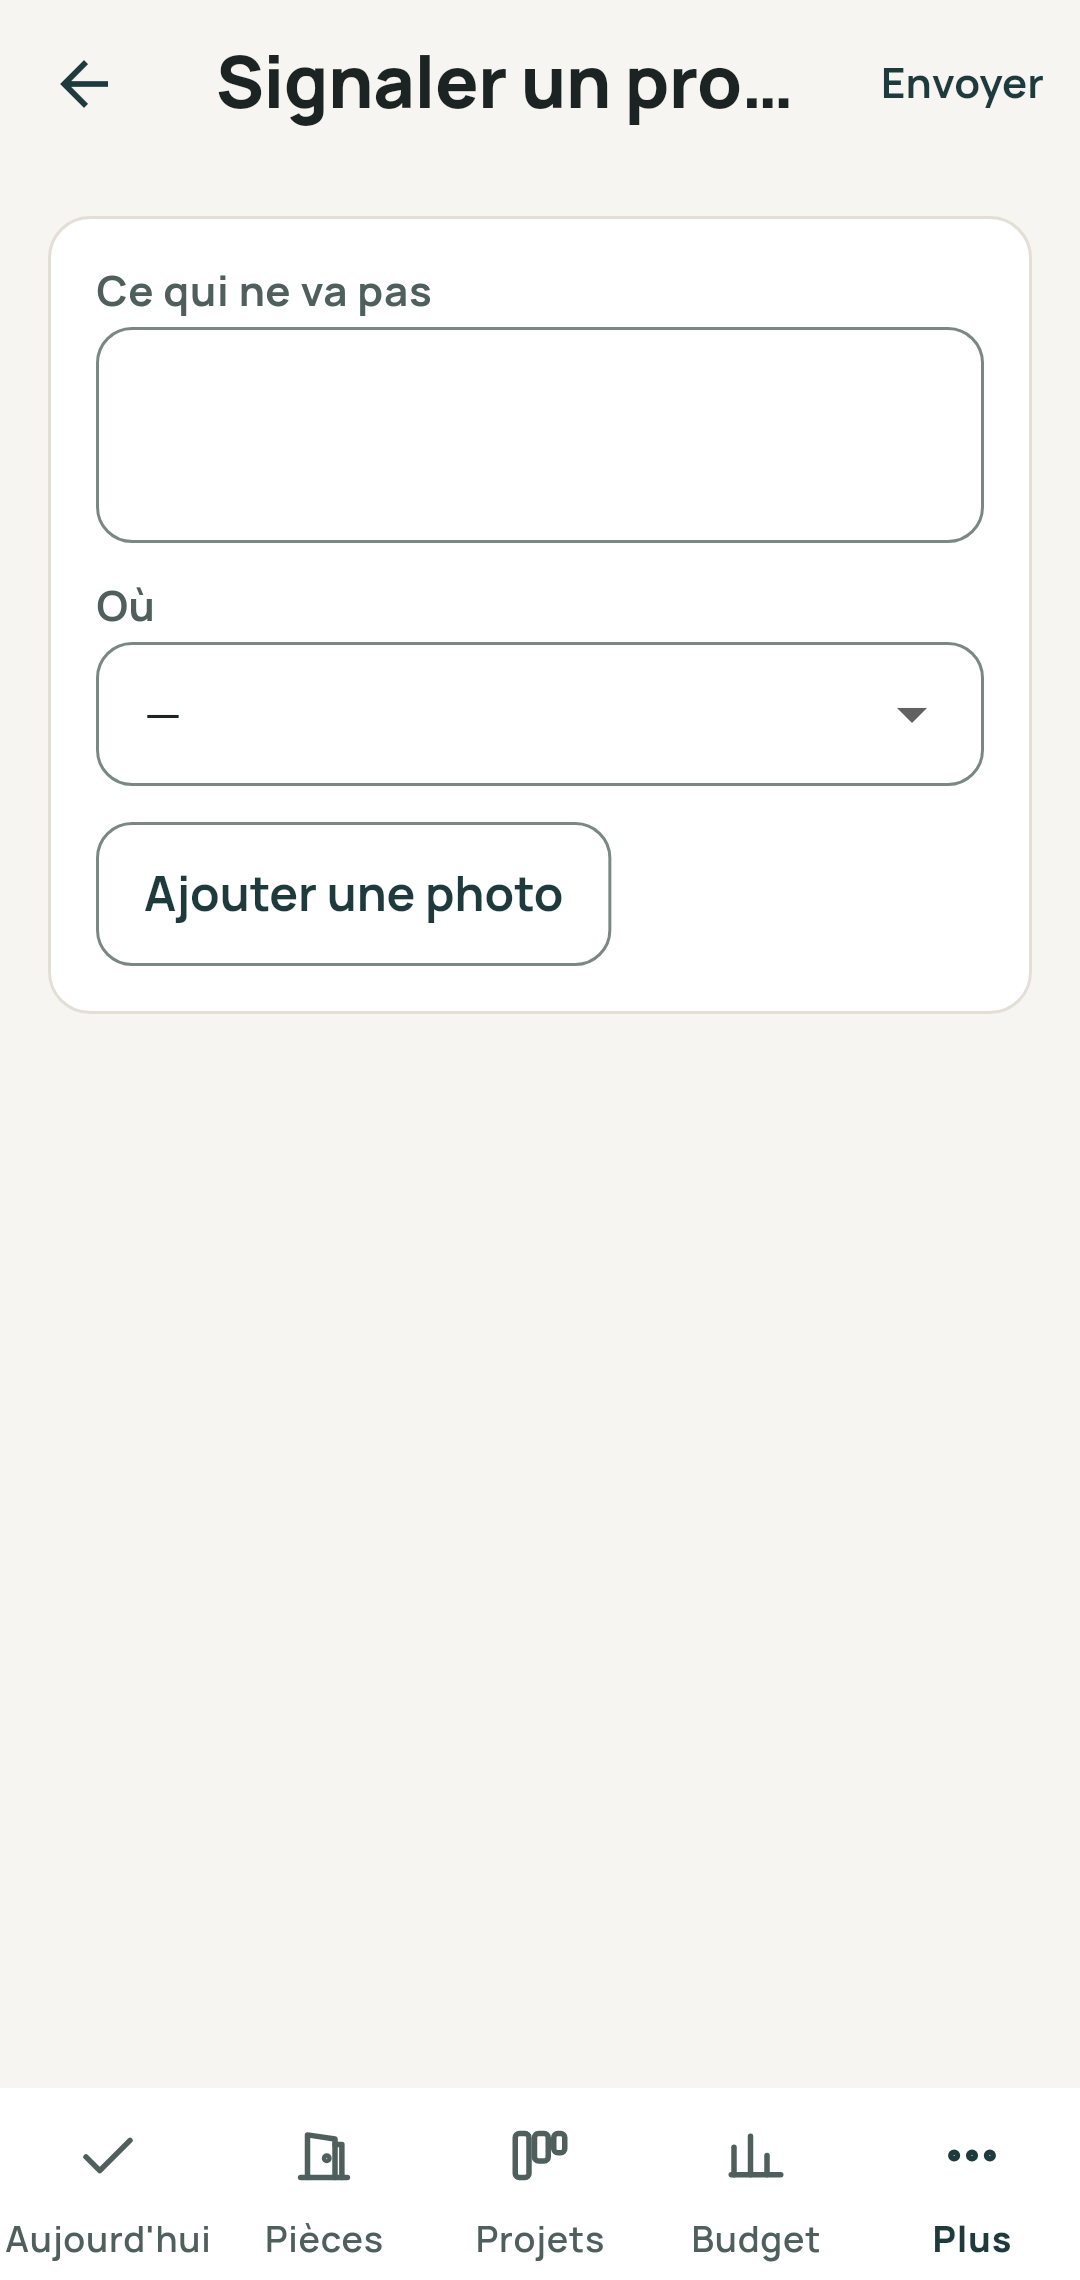 Signaler un pro...
Envoyer
Ce qui ne va pas
Où
—
Ajouter une photo
Aujourd'hui
Pièces
Projets
Budget
Plus